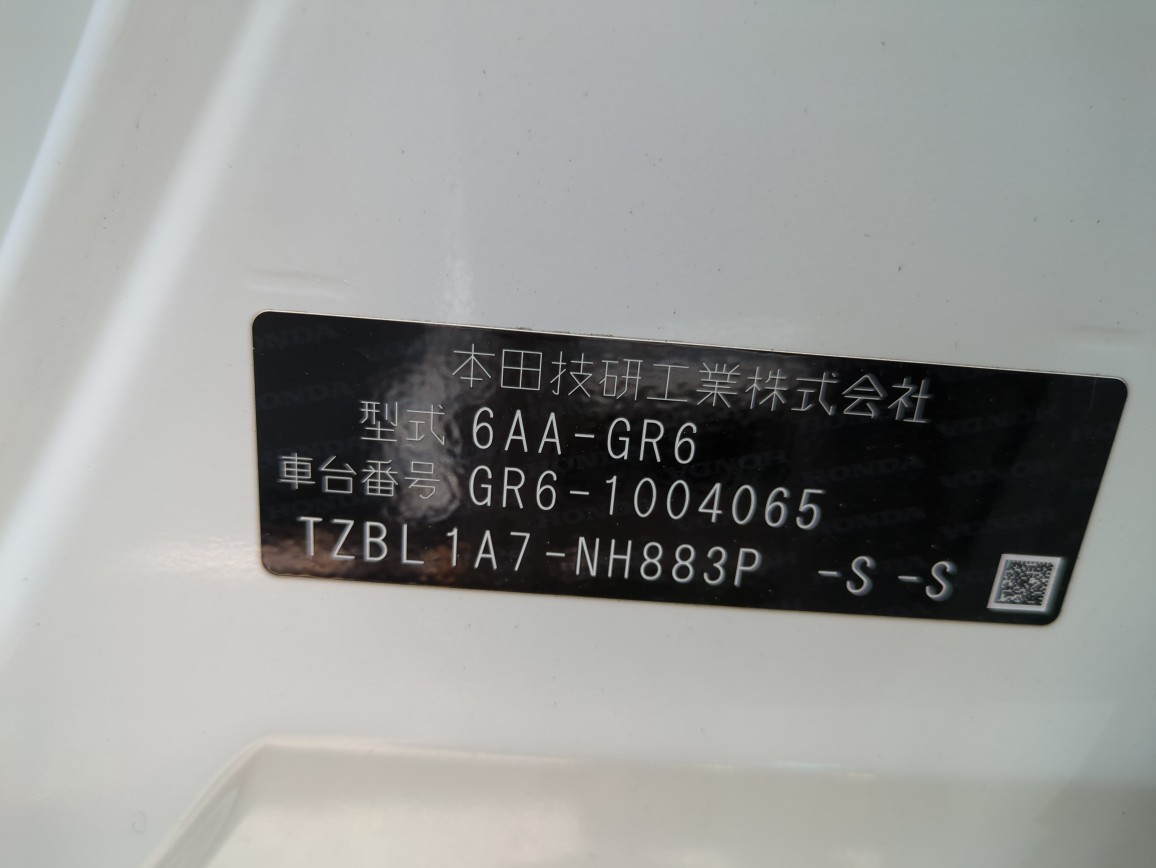 本田技研工業株式会社
型式 6AA-GR6
車台番号 GR6-1004065
TZBL1A7-NH883P -S -S